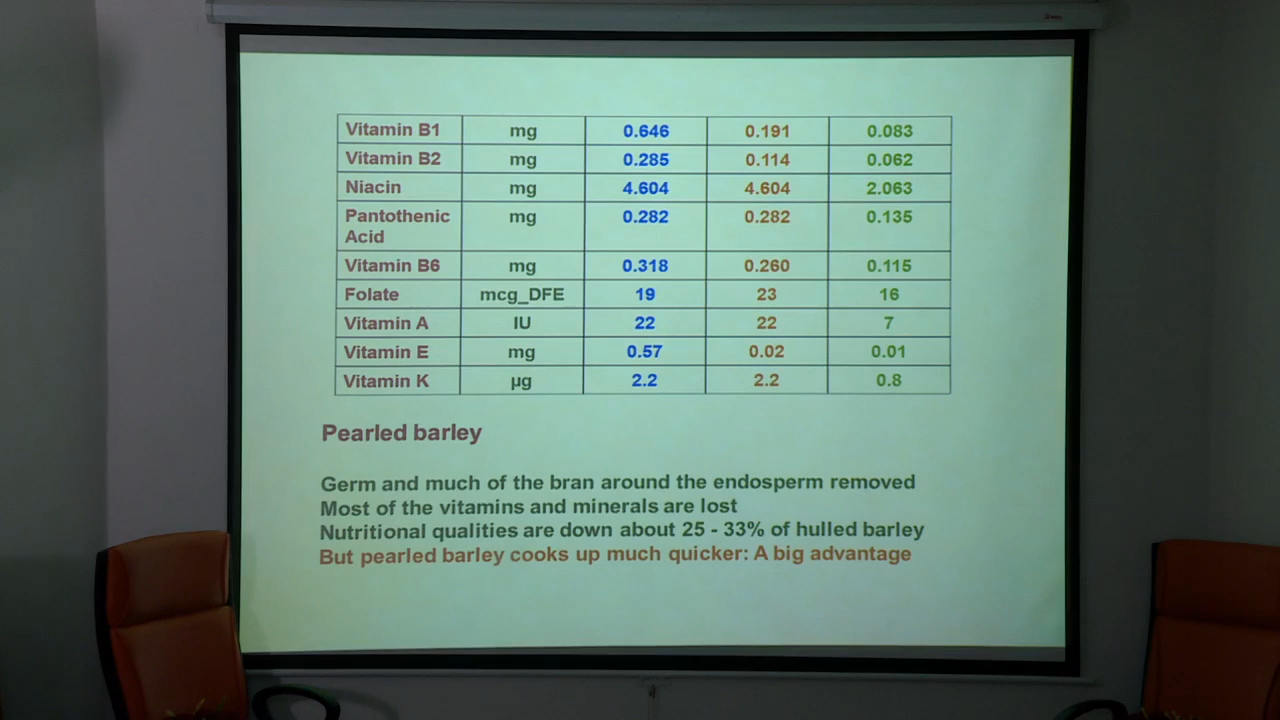 Vitamin B1 mg 0.646 0.191 0.083
Vitamin B2 mg 0.285 0.114 0.062
Niacin mg 4.604 4.604 2.063
Pantothenic Acid mg 0.282 0.282 0.135
Vitamin B6 mg 0.318 0.260 0.115
Folate mcg_DFE 19 23 16
Vitamin A IU 22 22 7
Vitamin E mg 0.57 0.02 0.01
Vitamin K µg 2.2 2.2 0.8
Pearled barley
Germ and much of the bran around the endosperm removed
Most of the vitamins and minerals are lost
Nutritional qualities are down about 25 - 33% of hulled barley
But pearled barley cooks up much quicker: A big advantage